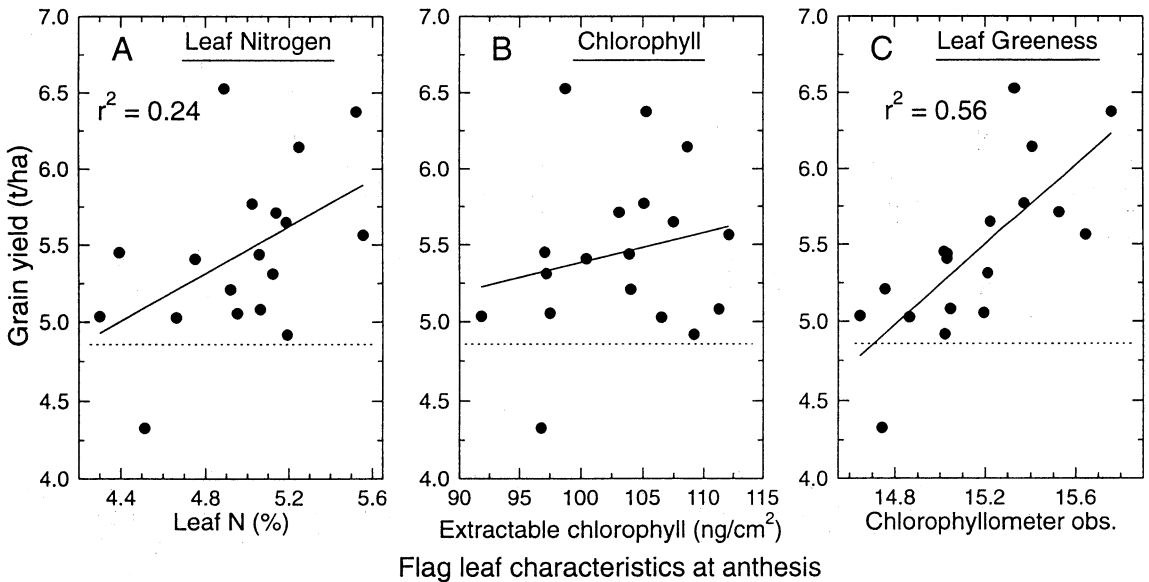 A
Leaf Nitrogen
r² = 0.24
Grain yield (t/ha)
7.0
6.5
6.0
5.5
5.0
4.5
4.0
4.4 4.8 5.2 5.6
Leaf N (%)
B
Chlorophyll
7.0
6.5
6.0
5.5
5.0
4.5
4.0
90 95 100 105 110 115
Extractable chlorophyll (ng/cm²)
C
Leaf Greeness
r² = 0.56
7.0
6.5
6.0
5.5
5.0
4.5
4.0
14.8 15.2 15.6
Chlorophyllometer obs.
Flag leaf characteristics at anthesis